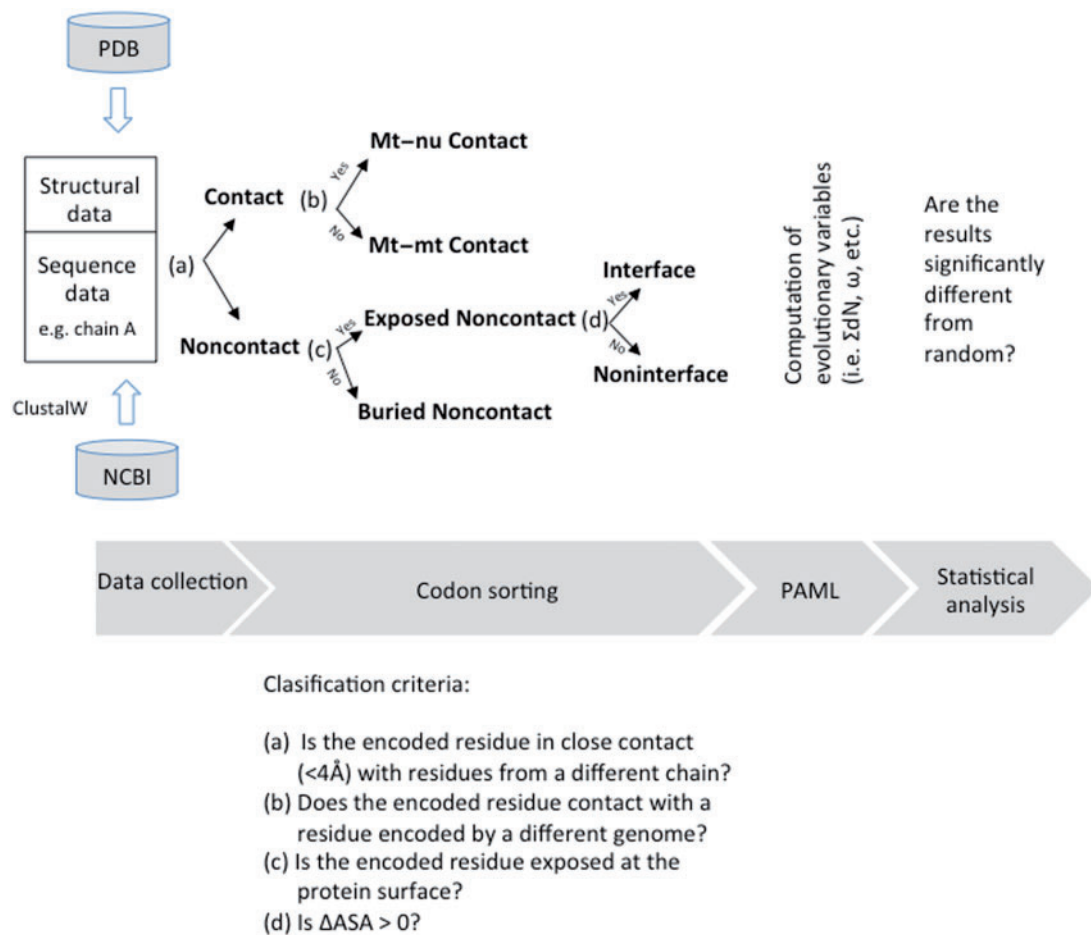 PDB
Structural
data
Sequence
data
e.g. chain A
ClustalW
NCBI
(a)
Contact
(b)
Yes
No
Mt–nu Contact
Mt–mt Contact
Noncontact
(c)
Yes
No
Exposed Noncontact
(d)
Yes
No
Interface
Noninterface
Buried Noncontact
Computation of
evolutionary variables
(i.e. ΣdN, ω, etc.)
Are the
results
significantly
different
from
random?
Data collection
Codon sorting
PAML
Statistical
analysis
Clasification criteria:
(a) Is the encoded residue in close contact
(<4Å) with residues from a different chain?
(b) Does the encoded residue contact with a
residue encoded by a different genome?
(c) Is the encoded residue exposed at the
protein surface?
(d) Is ΔASA > 0?